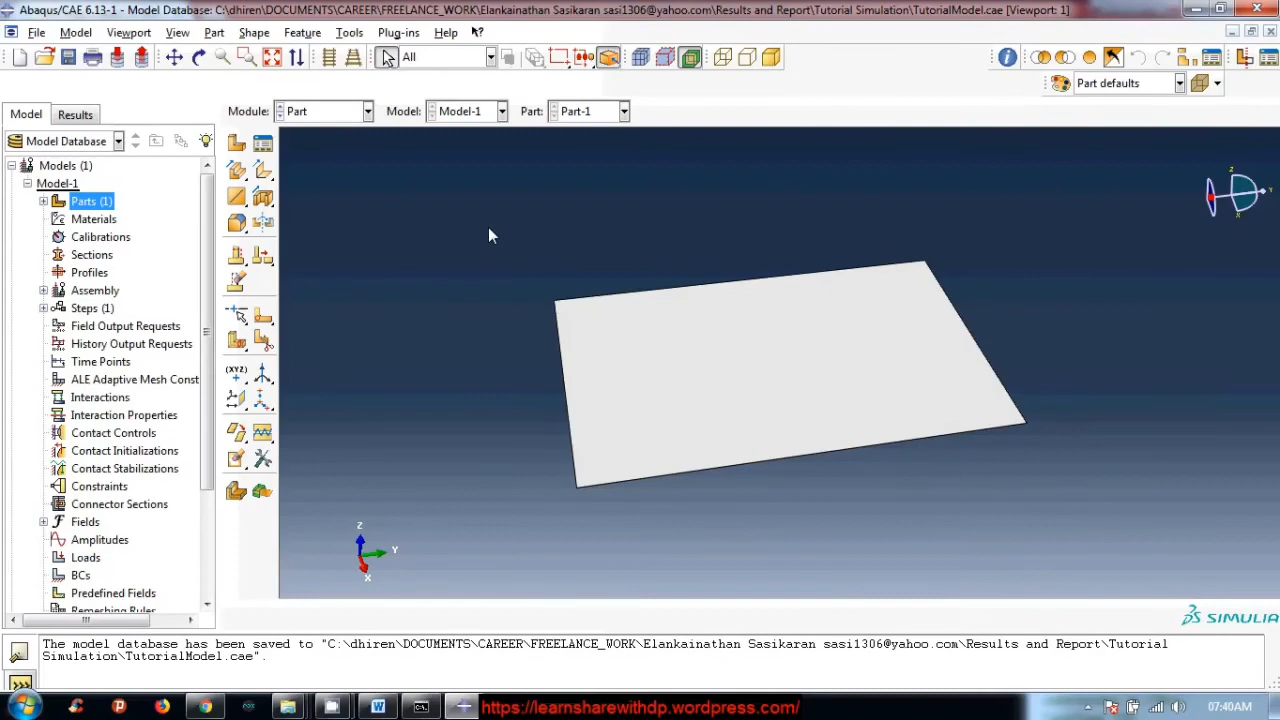 Abaqus/CAE 6.13-1 - Model Database: C:\dhiren\DOCUMENTS\CAREER\FREELANCE_WORK\Elankainathan Sasikaran sasi1306@yahoo.com\Results and Report\Tutorial Simulation\TutorialModel.cae [Viewport: 1]
File Model Viewport View Part Shape Feature Tools Plug-ins Help
All
Part defaults
Model Results
Module: Part Model: Model-1 Part: Part-1
Model Database
Models (1)
Model-1
Parts (1)
Materials
Calibrations
Sections
Profiles
Assembly
Steps (1)
Field Output Requests
History Output Requests
Time Points
ALE Adaptive Mesh Const
Interactions
Interaction Properties
Contact Controls
Contact Initializations
Contact Stabilizations
Constraints
Connector Sections
Fields
Amplitudes
Loads
BCs
Predefined Fields
Remeshing Rules
(XYZ)
Z
Y
X
Z
Y
X
SIMULIA
The model database has been saved to "C:\dhiren\DOCUMENTS\CAREER\FREELANCE_WORK\Elankainathan Sasikaran sasi1306@yahoo.com\Results and Report\Tutorial
Simulation\TutorialModel.cae".
https://learnsharewithdp.wordpress.com/
07:40AM